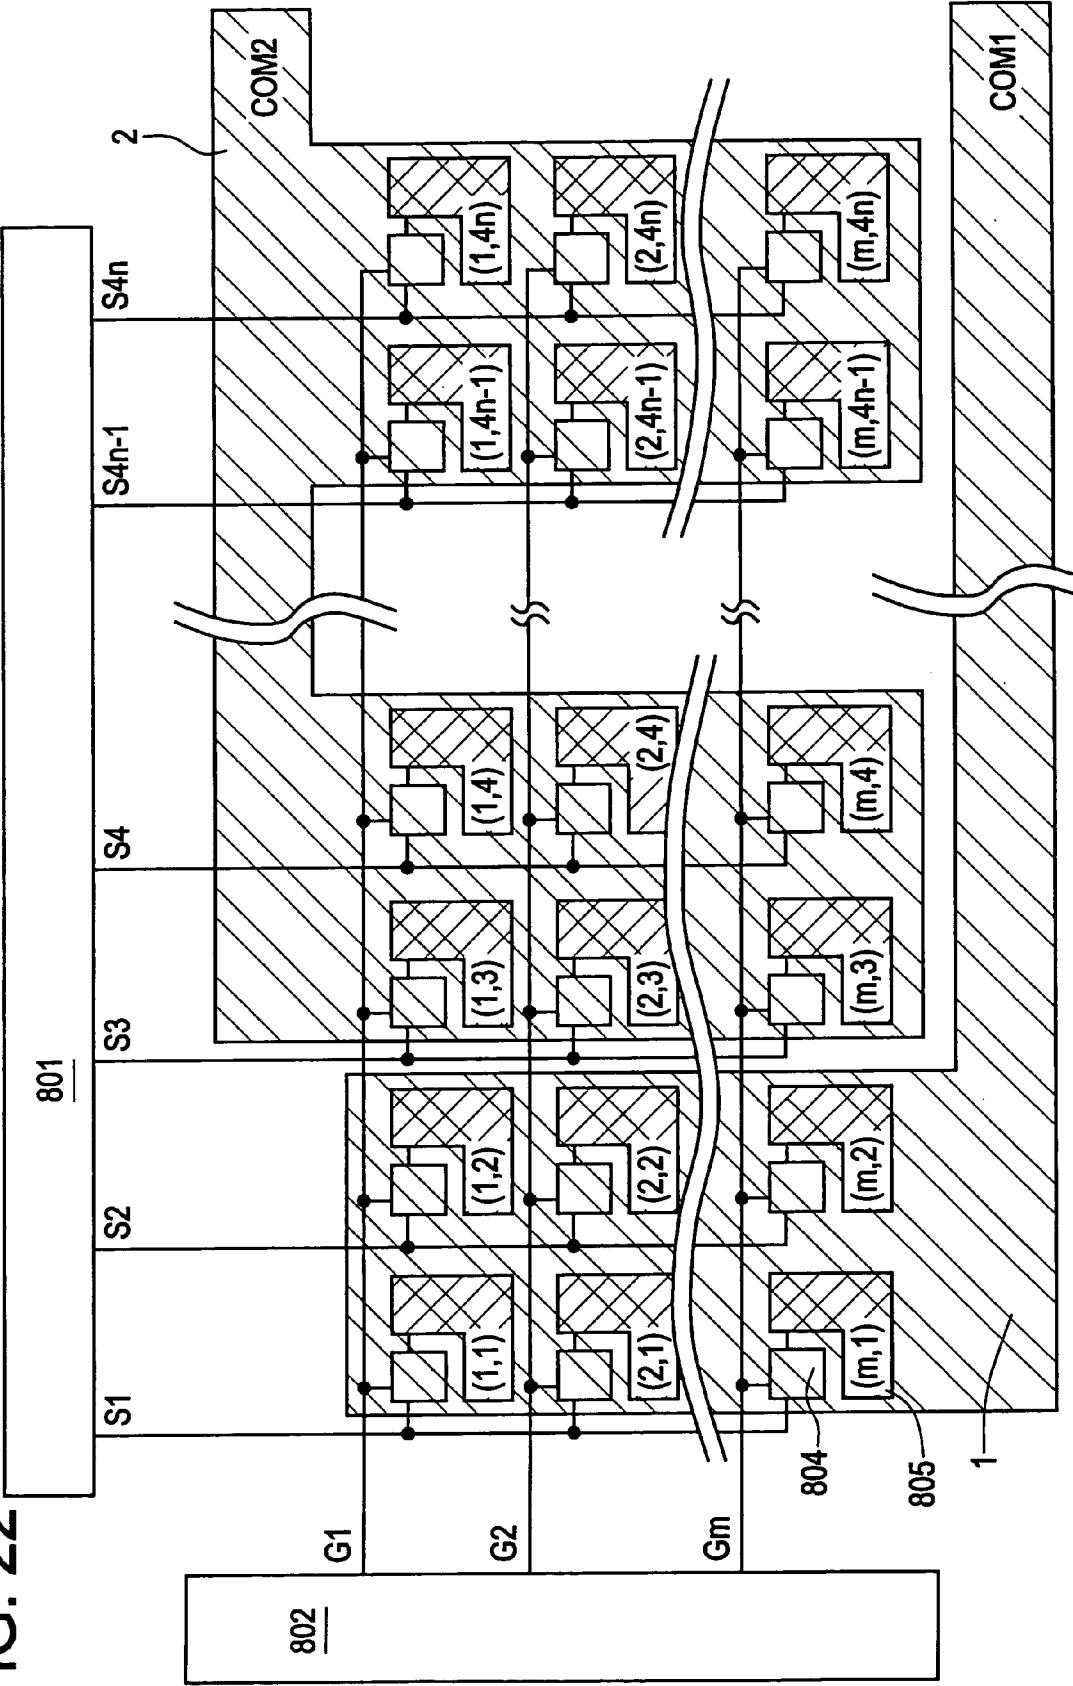 FIG. 22
801
S1
S2
S3
S4
S4n-1
S4n
2
COM2
802
G1
G2
Gm
(1,1)
(1,2)
(1,3)
(1,4)
(1,4n-1)
(1,4n)
(2,1)
(2,2)
(2,3)
(2,4)
(2,4n-1)
(2,4n)
(m,1)
(m,2)
(m,3)
(m,4)
(m,4n-1)
(m,4n)
804
805
1
COM1